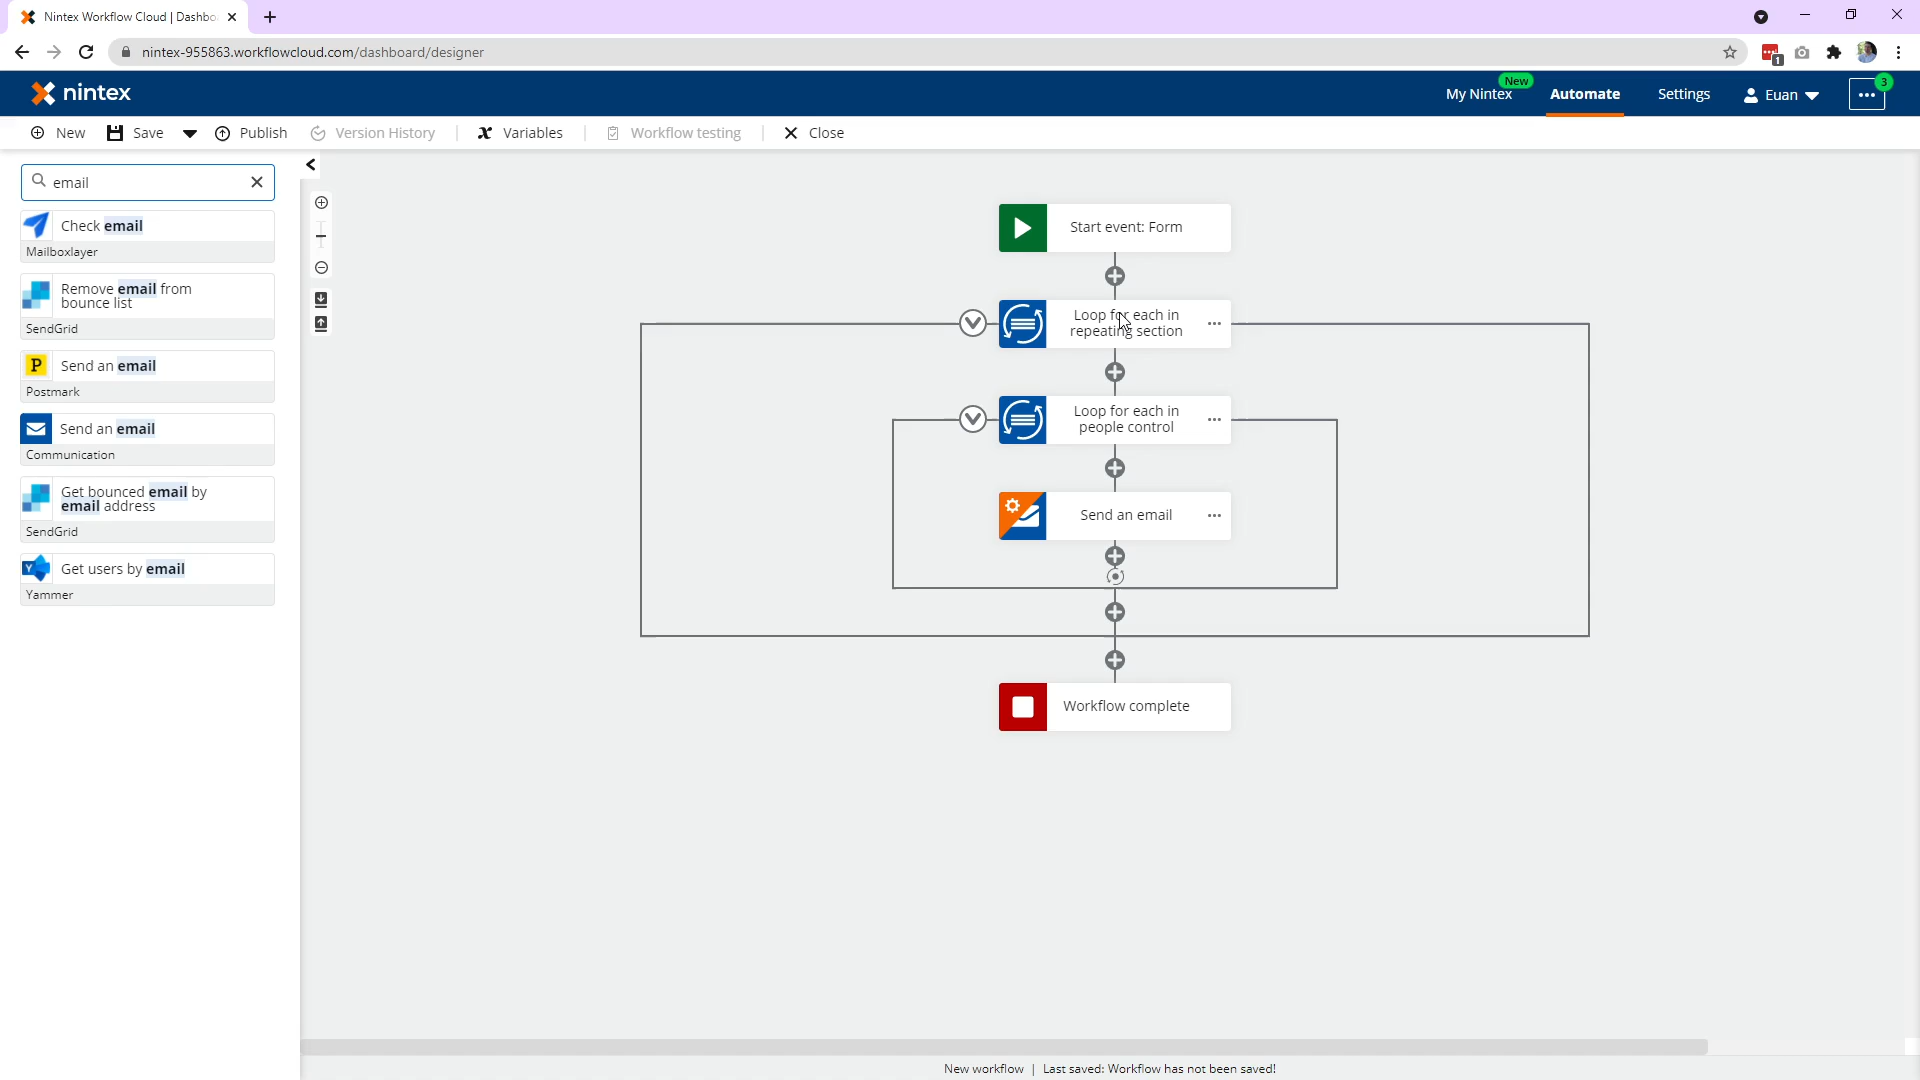 Nintex Workflow Cloud | Dashbo
nintex-955863.workflowcloud.com/dashboard/designer
1
nintex
My Nintex
New
Automate
Settings
Euan
3
New
Save
Publish
Version History
Variables
Workflow testing
Close
email
Check email
Mailboxlayer
Remove email from
bounce list
SendGrid
P
Send an email
Postmark
Send an email
Communication
Get bounced email by
email address
SendGrid
Y
Get users by email
Yammer
Start event: Form
Loop for each in
repeating section
Loop for each in
people control
Send an email
Workflow complete
New workflow | Last saved: Workflow has not been saved!